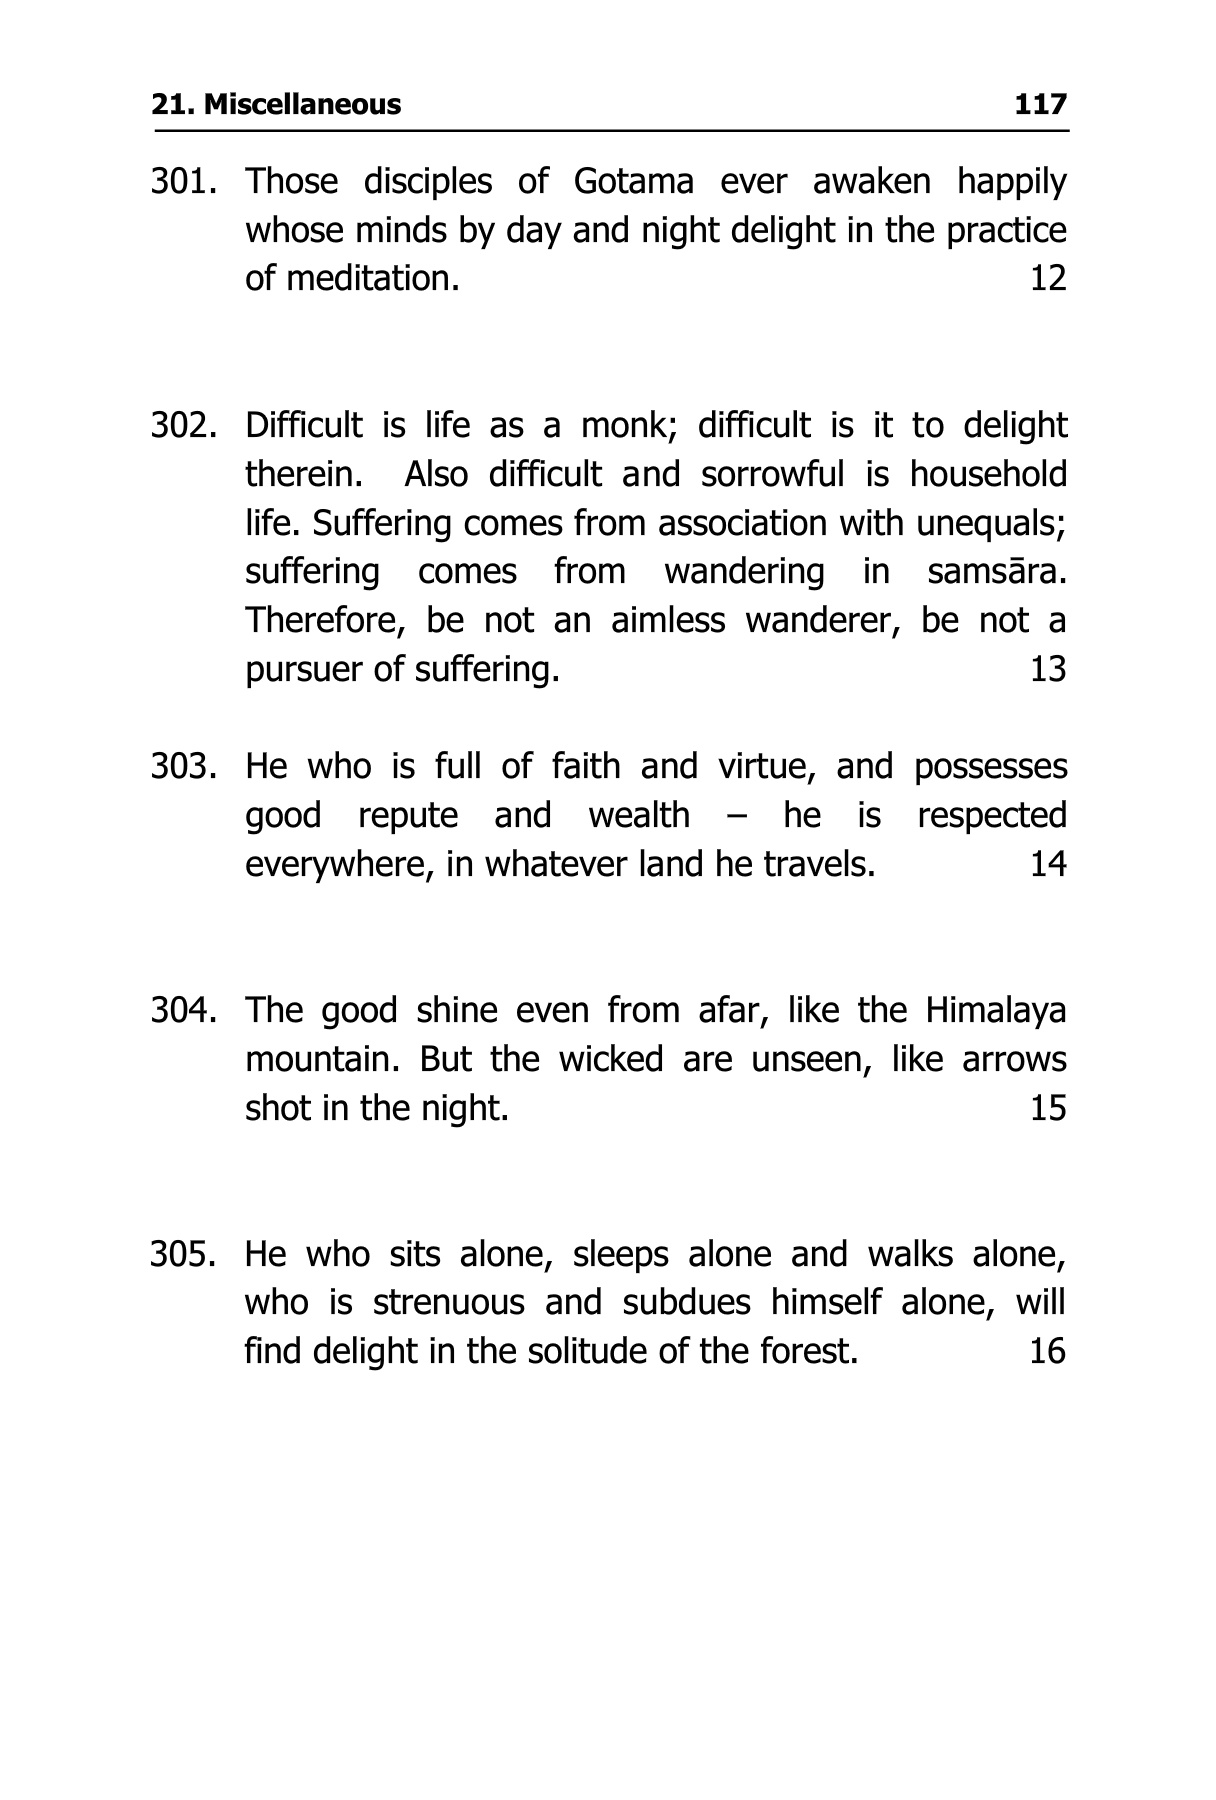 21. Miscellaneous 117
301. Those disciples of Gotama ever awaken happily
whose minds by day and night delight in the practice
of meditation. 12
302. Difficult is life as a monk; difficult is it to delight
therein. Also difficult and sorrowful is household
life. Suffering comes from association with unequals;
suffering comes from wandering in samsāra.
Therefore, be not an aimless wanderer, be not a
pursuer of suffering. 13
303. He who is full of faith and virtue, and possesses
good repute and wealth – he is respected
everywhere, in whatever land he travels. 14
304. The good shine even from afar, like the Himalaya
mountain. But the wicked are unseen, like arrows
shot in the night. 15
305. He who sits alone, sleeps alone and walks alone,
who is strenuous and subdues himself alone, will
find delight in the solitude of the forest. 16